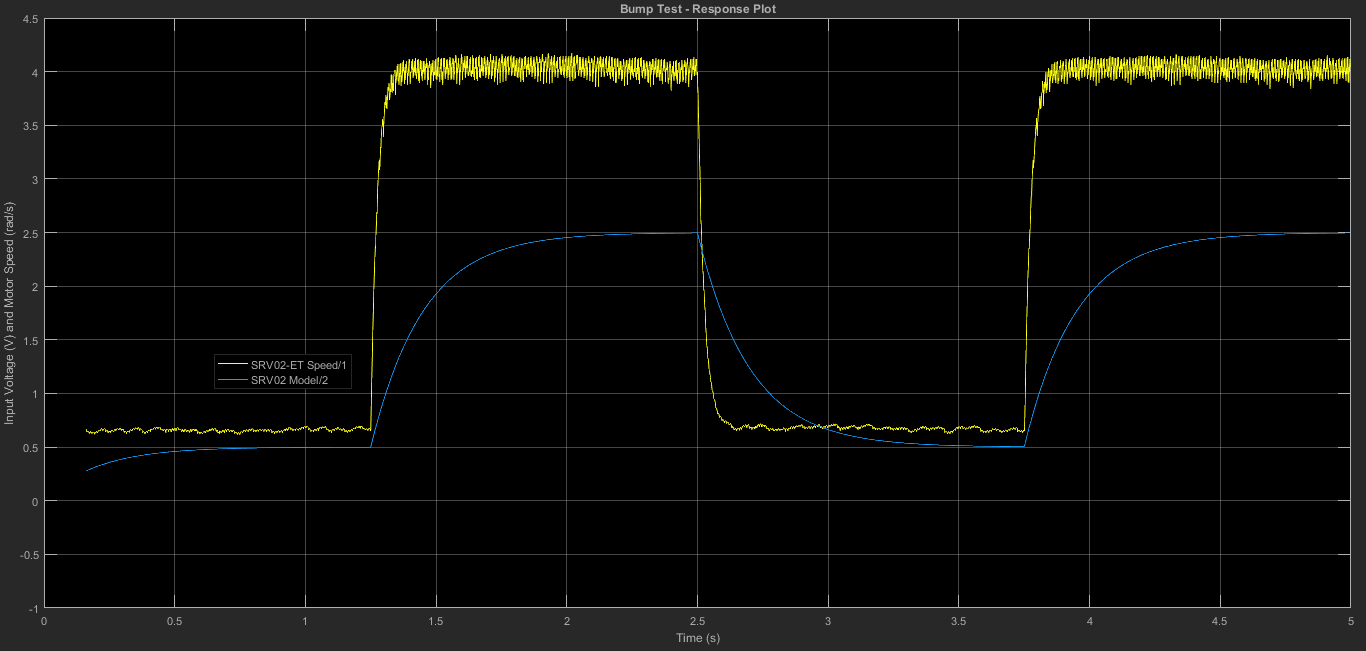 Bump Test - Response Plot
Input Voltage (V) and Motor Speed (rad/s)
4.5
4
3.5
3
2.5
2
1.5
1
0.5
0
-0.5
-1
SRV02-ET Speed/1
SRV02 Model/2
0 0.5 1 1.5 2 2.5 3 3.5 4 4.5 5
Time (s)